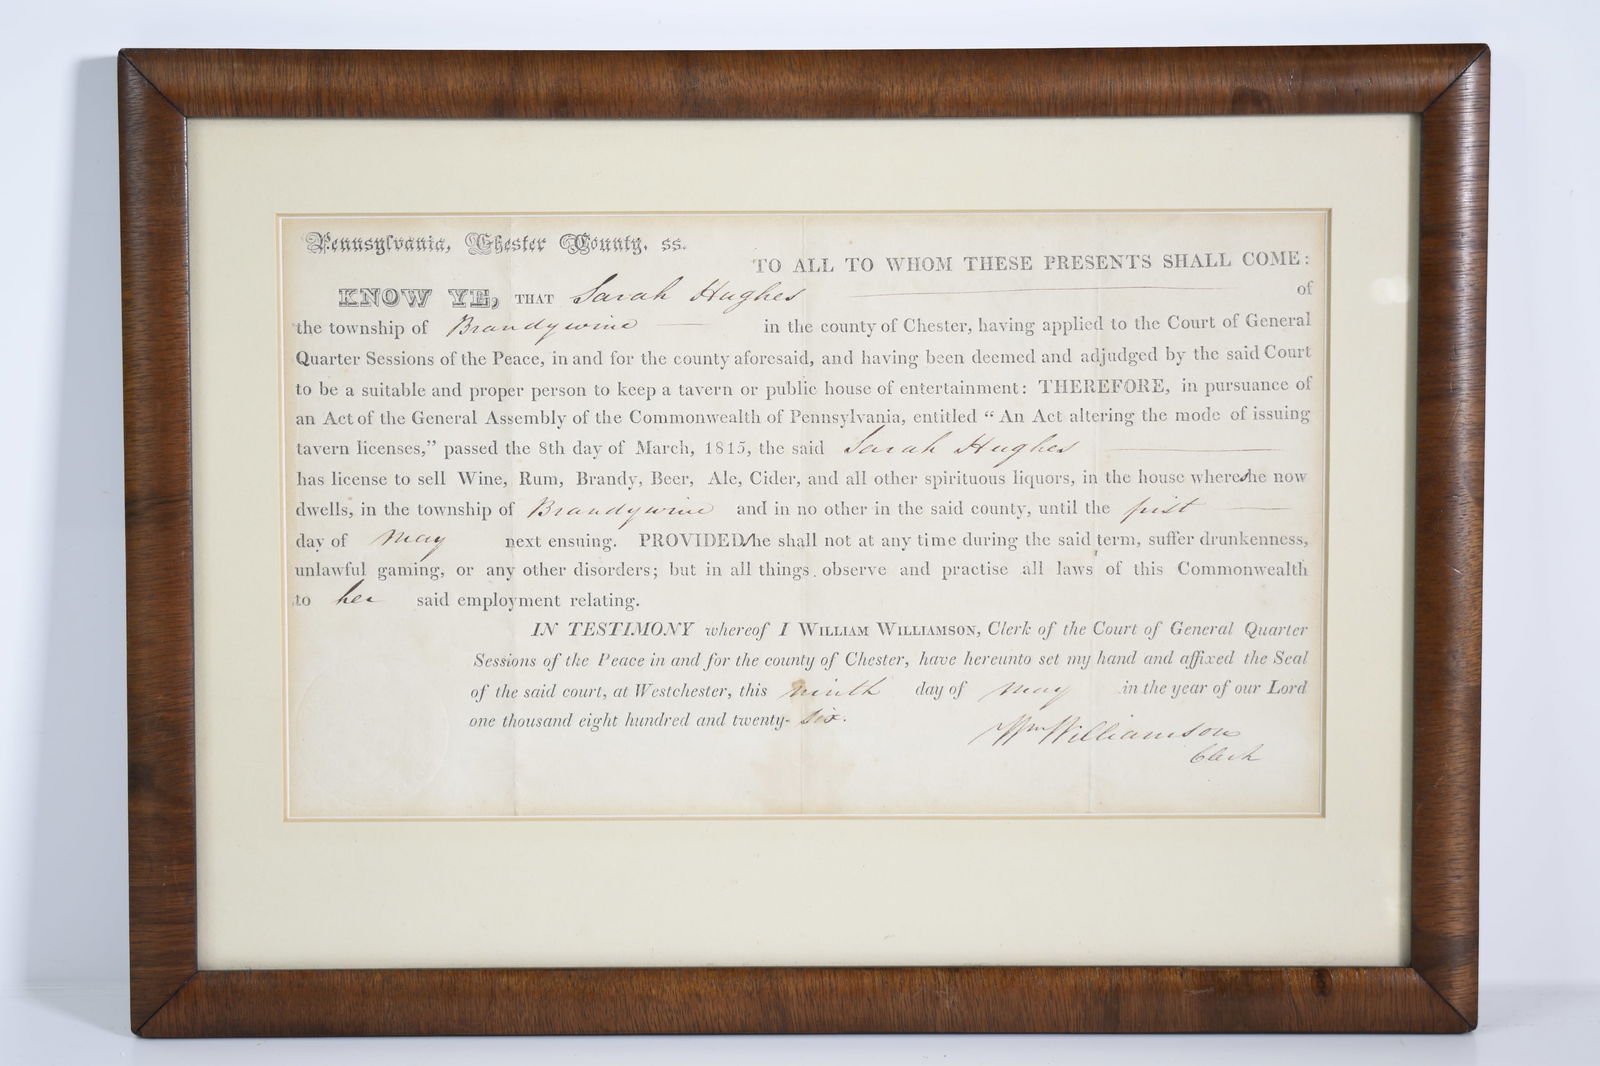 Pennsylvania, Chester County, ss.
TO ALL TO WHOM THESE PRESENTS SHALL COME:
KNOW YE, THAT Sarah Hughes of
the township of Brandywine in the county of Chester, having applied to the Court of General
Quarter Sessions of the Peace, in and for the county aforesaid, and having been deemed and adjudged by the said Court
to be a suitable and proper person to keep a tavern or public house of entertainment: THEREFORE, in pursuance of
an Act of the General Assembly of the Commonwealth of Pennsylvania, entitled “ An Act altering the mode of issuing
tavern licenses,” passed the 8th day of March, 1815, the said Sarah Hughes
has license to sell Wine, Rum, Brandy, Beer, Ale, Cider, and all other spirituous liquors, in the house where she now
dwells, in the township of Brandywine and in no other in the said county, until the first
day of May next ensuing. PROVIDED, she shall not at any time during the said term, suffer drunkenness,
unlawful gaming, or any other disorders; but in all things observe and practise all laws of this Commonwealth
to her said employment relating.
IN TESTIMONY whereof I WILLIAM WILLIAMSON, Clerk of the Court of General Quarter
Sessions of the Peace in and for the county of Chester, have hereunto set my hand and affixed the Seal
of the said court, at Westchester, this ninth day of May in the year of our Lord
one thousand eight hundred and twenty-six.
Wm Williamson
Clerk